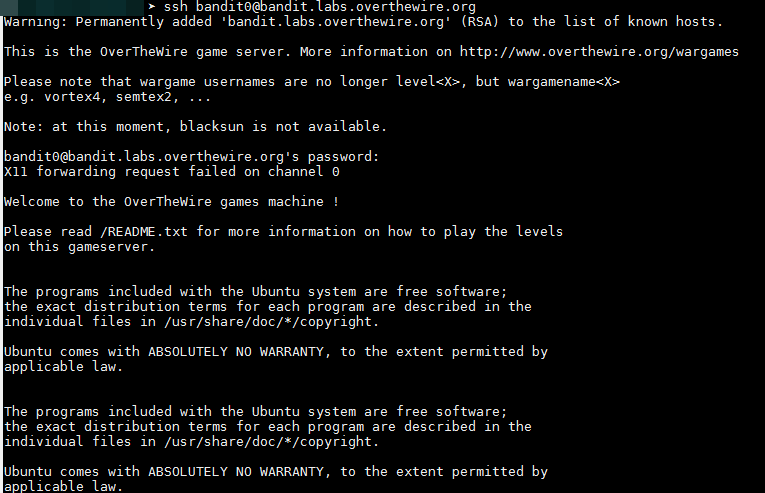 ➤ ssh bandit0@bandit.labs.overthewire.org
Warning: Permanently added 'bandit.labs.overthewire.org' (RSA) to the list of known hosts.
This is the OverTheWire game server. More information on http://www.overthewire.org/wargames
Please note that wargame usernames are no longer level<X>, but wargamename<X>
e.g. vortex4, semtex2, ...
Note: at this moment, blacksun is not available.
bandit0@bandit.labs.overthewire.org's password:
X11 forwarding request failed on channel 0
Welcome to the OverTheWire games machine !
Please read /README.txt for more information on how to play the levels
on this gameserver.
The programs included with the Ubuntu system are free software;
the exact distribution terms for each program are described in the
individual files in /usr/share/doc/*/copyright.
Ubuntu comes with ABSOLUTELY NO WARRANTY, to the extent permitted by
applicable law.
The programs included with the Ubuntu system are free software;
the exact distribution terms for each program are described in the
individual files in /usr/share/doc/*/copyright.
Ubuntu comes with ABSOLUTELY NO WARRANTY, to the extent permitted by
applicable law.